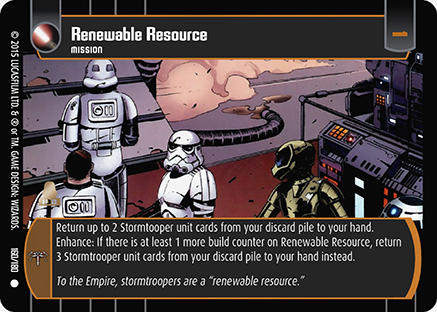 Renewable Resource
MISSION
Return up to 2 Stormtrooper unit cards from your discard pile to your hand.
Enhance: If there is at least 1 more build counter on Renewable Resource, return
3 Stormtrooper unit cards from your discard pile to your hand instead.
To the Empire, stormtroopers are a “renewable resource.”
© 2015 LUCASFILM LTD. & ® or TM. GAME DESIGN: WIZARDS.